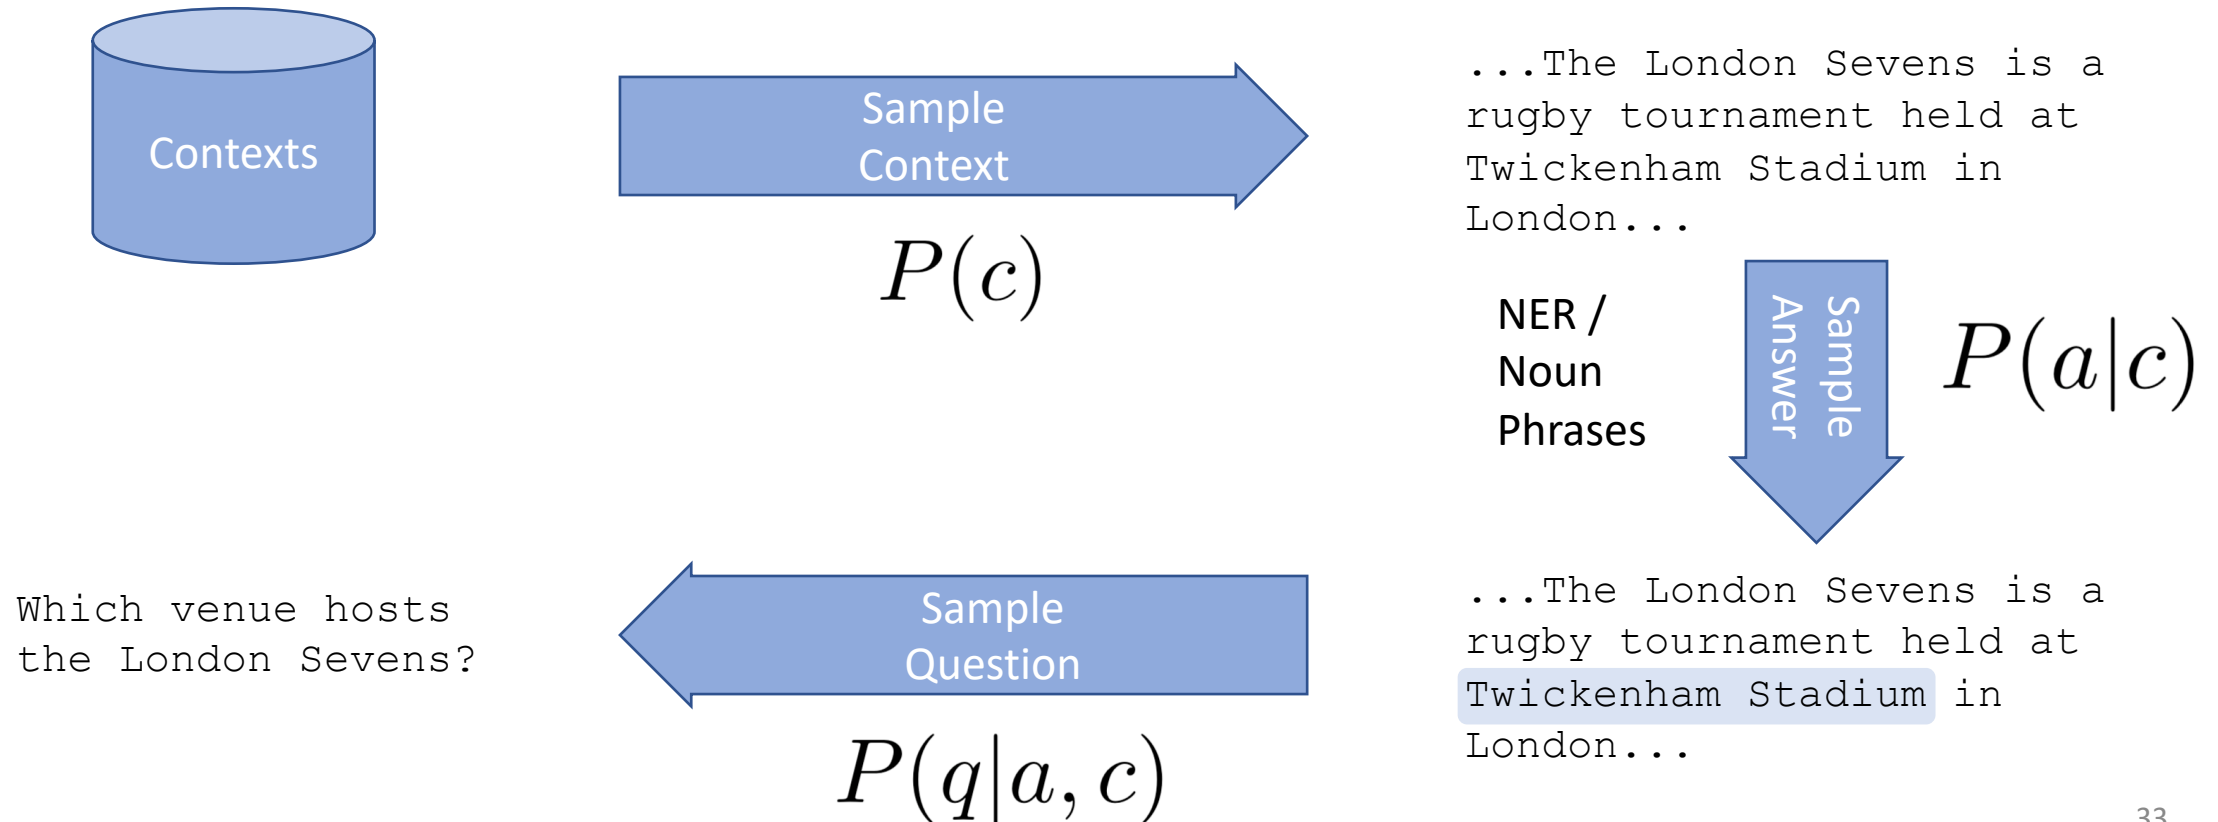 Contexts
Sample
Context
P(c)
...The London Sevens is a
rugby tournament held at
Twickenham Stadium in
London...
NER /
Noun
Phrases
Sample
Answer
P(a|c)
...The London Sevens is a
rugby tournament held at
Twickenham Stadium in
London...
Sample
Question
P(q|a, c)
Which venue hosts
the London Sevens?
33